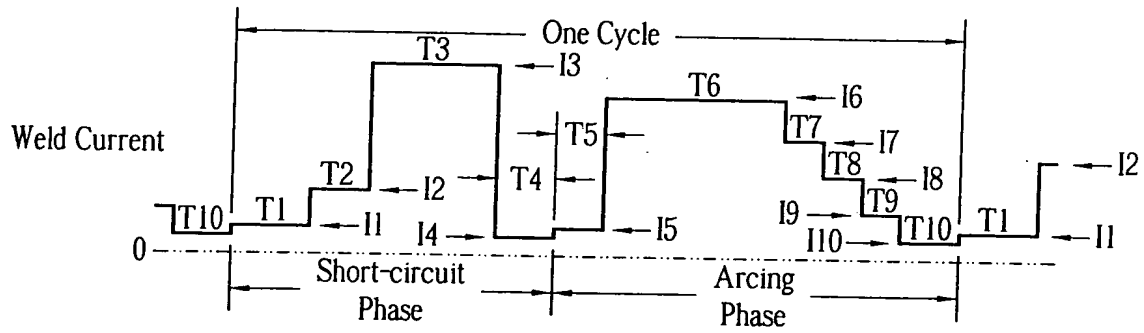 One Cycle
T3
I3
T6
I6
Weld Current
T5
T7
I7
T2
I2
T4
T8
I8
I2
T10
T1
I1
I4
I5
T9
I9
I10
T10
T1
I1
0
Short-circuit
Phase
Arcing
Phase